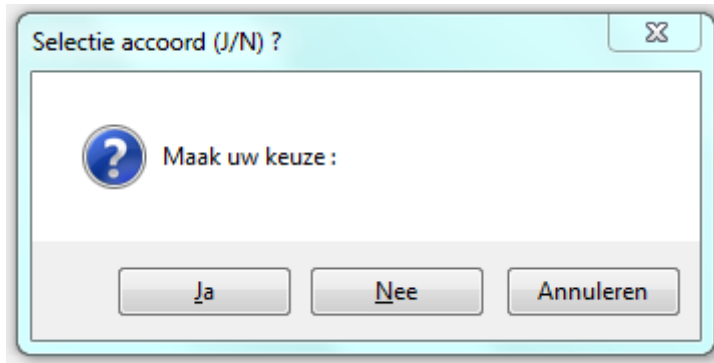 Selectie accoord (J/N) ?
Maak uw keuze :
Ja
Nee
Annuleren